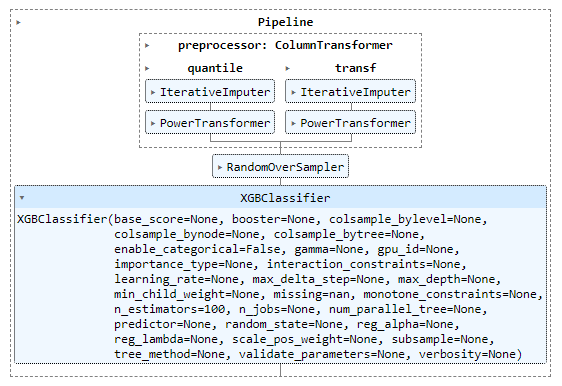 Pipeline
preprocessor: ColumnTransformer
quantile transf
IterativeImputer IterativeImputer
PowerTransformer PowerTransformer
RandomOverSampler
XGBClassifier
XGBClassifier(base_score=None, booster=None, colsample_bylevel=None,
colsample_bynode=None, colsample_bytree=None,
enable_categorical=False, gamma=None, gpu_id=None,
importance_type=None, interaction_constraints=None,
learning_rate=None, max_delta_step=None, max_depth=None,
min_child_weight=None, missing=nan, monotone_constraints=None,
n_estimators=100, n_jobs=None, num_parallel_tree=None,
predictor=None, random_state=None, reg_alpha=None,
reg_lambda=None, scale_pos_weight=None, subsample=None,
tree_method=None, validate_parameters=None, verbosity=None)